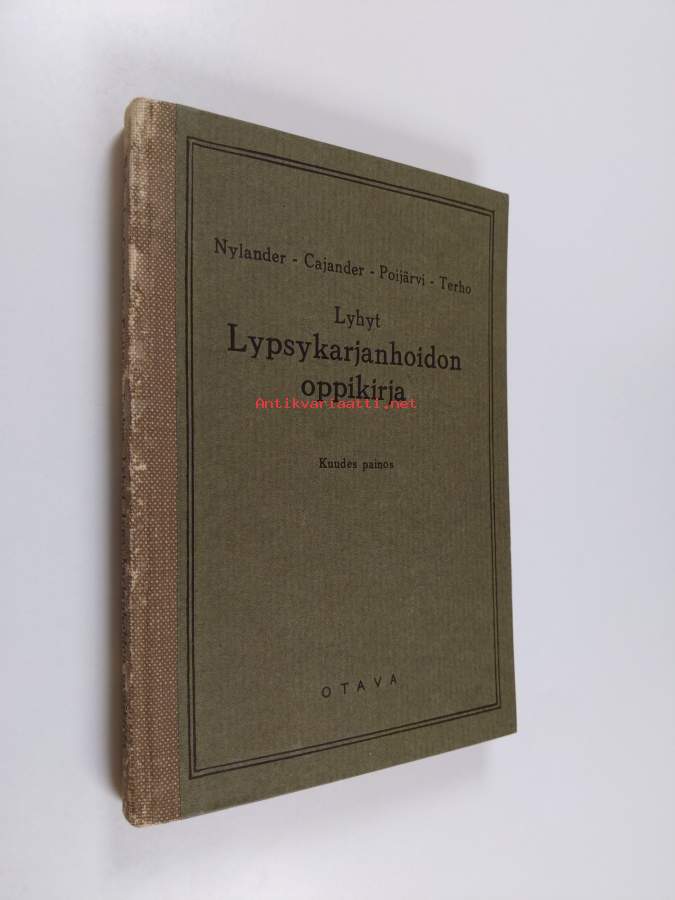 Nylander - Cajander - Poijärvi - Terho
Lyhyt
Lypsykarjanhoidon
oppikirja
Antikvariaatti.net
Kuudes painos
OTAVA